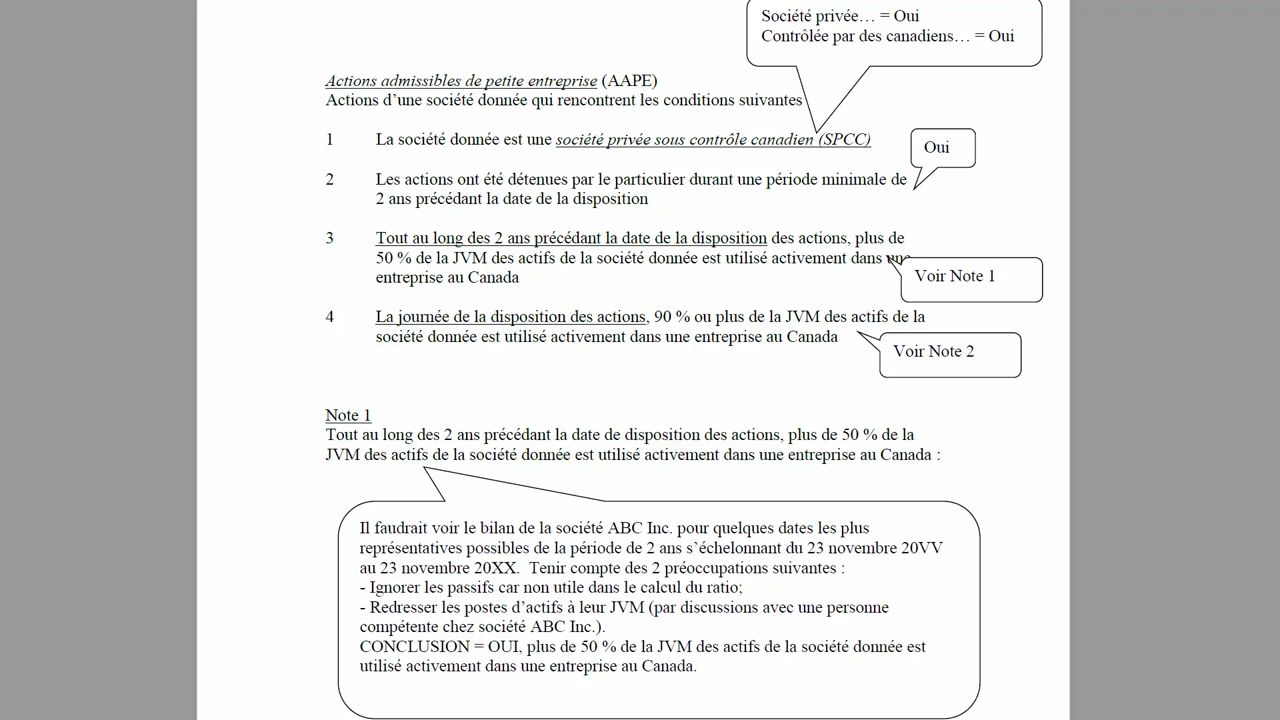 Société privée… = Oui
Contrôlée par des canadiens… = Oui
Actions admissibles de petite entreprise (AAPE)
Actions d’une société donnée qui rencontrent les conditions suivantes
1 La société donnée est une société privée sous contrôle canadien (SPCC)
Oui
2 Les actions ont été détenues par le particulier durant une période minimale de
2 ans précédant la date de la disposition
3 Tout au long des 2 ans précédant la date de la disposition des actions, plus de
50 % de la JVM des actifs de la société donnée est utilisé activement dans une
entreprise au Canada
Voir Note 1
4 La journée de la disposition des actions, 90 % ou plus de la JVM des actifs de la
société donnée est utilisé activement dans une entreprise au Canada
Voir Note 2
Note 1
Tout au long des 2 ans précédant la date de disposition des actions, plus de 50 % de la
JVM des actifs de la société donnée est utilisé activement dans une entreprise au Canada :
Il faudrait voir le bilan de la société ABC Inc. pour quelques dates les plus
représentatives possibles de la période de 2 ans s’échelonnant du 23 novembre 20VV
au 23 novembre 20XX. Tenir compte des 2 préoccupations suivantes :
- Ignorer les passifs car non utile dans le calcul du ratio;
- Redresser les postes d’actifs à leur JVM (par discussions avec une personne
compétente chez société ABC Inc.).
CONCLUSION = OUI, plus de 50 % de la JVM des actifs de la société donnée est
utilisé activement dans une entreprise au Canada.